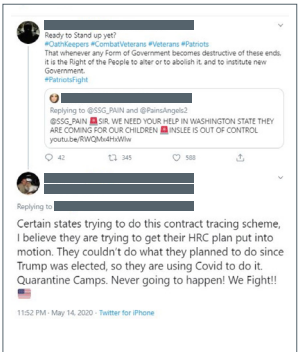 Ready to Stand up yet?
#OathKeepers #CombatVeterans #Veterans #Patriots
That whenever any Form of Government becomes destructive of these ends,
it is the Right of the People to alter or to abolish it, and to institute new
Government.
#PatriotsFight
Replying to @SSG_PAIN and @PainsAngels2
@SSG_PAIN 🚨SIR, WE NEED YOUR HELP IN WASHINGTON STATE THEY
ARE COMING FOR OUR CHILDREN 🚨INSLEE IS OUT OF CONTROL
youtu.be/RWQMx4HxWIw
42 345 588
Replying to
Certain states trying to do this contract tracing scheme,
I believe they are trying to get their HRC plan put into
motion. They couldn't do what they planned to do since
Trump was elected, so they are using Covid to do it.
Quarantine Camps. Never going to happen! We Fight!!
🇺🇸
11:52 PM · May 14, 2020 · Twitter for iPhone